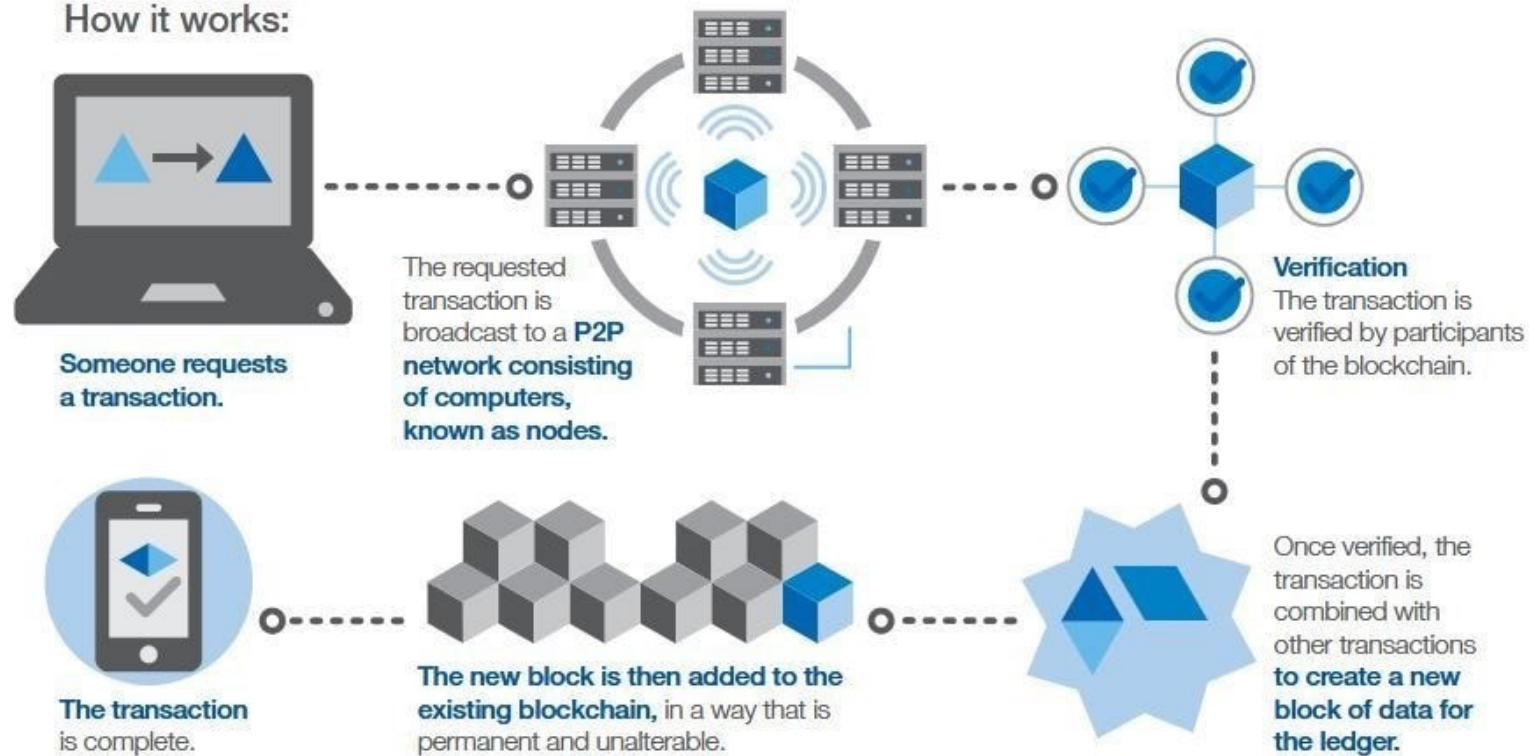 How it works:
Someone requests
a transaction.
The requested
transaction is
broadcast to a P2P
network consisting
of computers,
known as nodes.
Verification
The transaction is
verified by participants
of the blockchain.
Once verified, the
transaction is
combined with
other transactions
to create a new
block of data for
the ledger.
The new block is then added to the
existing blockchain, in a way that is
permanent and unalterable.
The transaction
is complete.